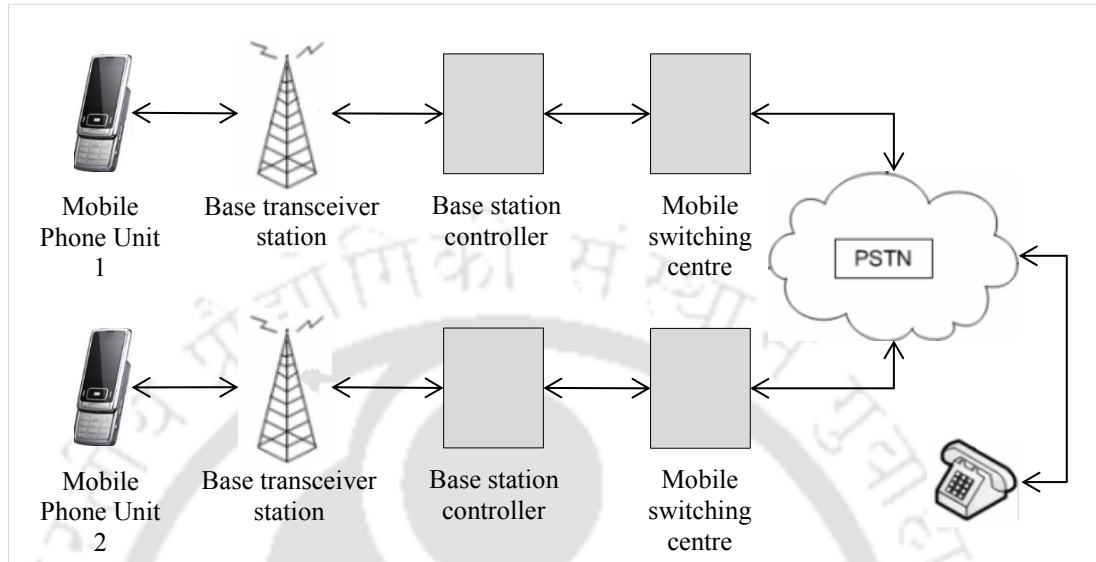 Mobile
Phone Unit
1
Base transceiver
station
Base station
controller
Mobile
switching
centre
PSTN
Mobile
Phone Unit
2
Base transceiver
station
Base station
controller
Mobile
switching
centre